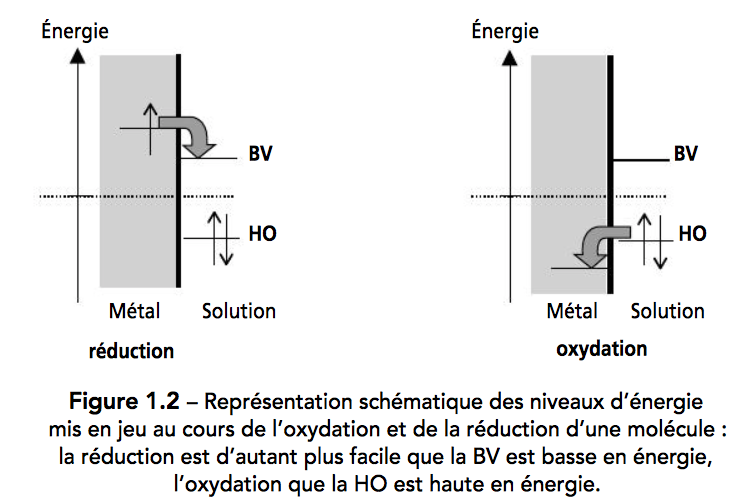 Énergie
BV
HO
Métal Solution
réduction
Énergie
BV
HO
Métal Solution
oxydation
Figure 1.2 – Représentation schématique des niveaux d’énergie
mis en jeu au cours de l’oxydation et de la réduction d’une molécule :
la réduction est d’autant plus facile que la BV est basse en énergie,
l’oxydation que la HO est haute en énergie.